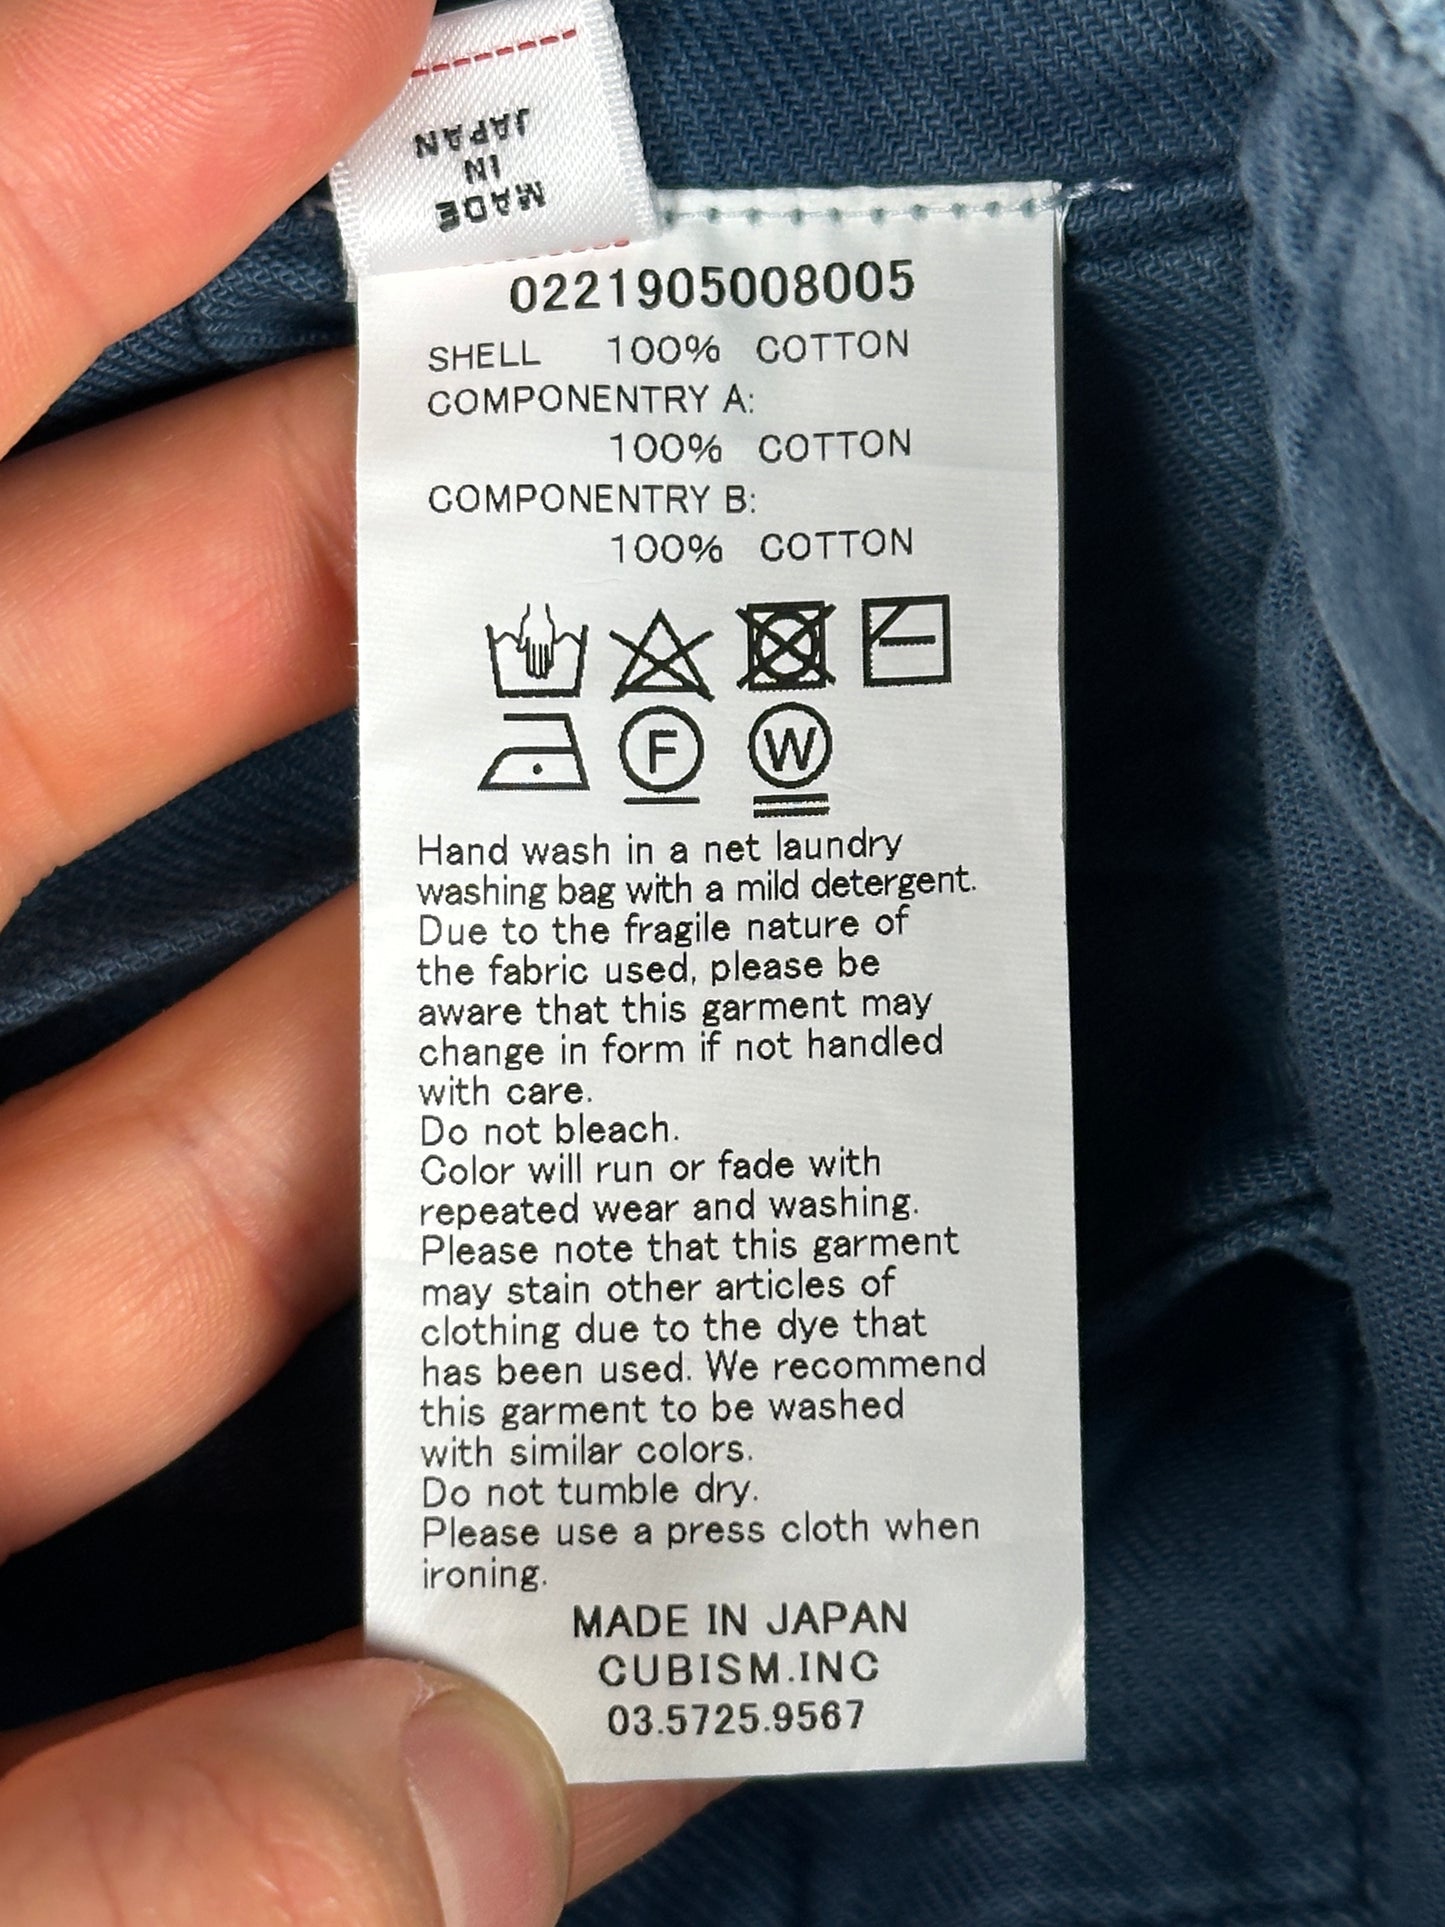 MADE
IN
JAPAN
0221905008005
SHELL 100% COTTON
COMPONENTRY A:
100% COTTON
COMPONENTRY B:
100% COTTON
F W
Hand wash in a net laundry
washing bag with a mild detergent.
Due to the fragile nature of
the fabric used, please be
aware that this garment may
change in form if not handled
with care.
Do not bleach.
Color will run or fade with
repeated wear and washing.
Please note that this garment
may stain other articles of
clothing due to the dye that
has been used. We recommend
this garment to be washed
with similar colors.
Do not tumble dry.
Please use a press cloth when
ironing.
MADE IN JAPAN
CUBISM.INC
03.5725.9567